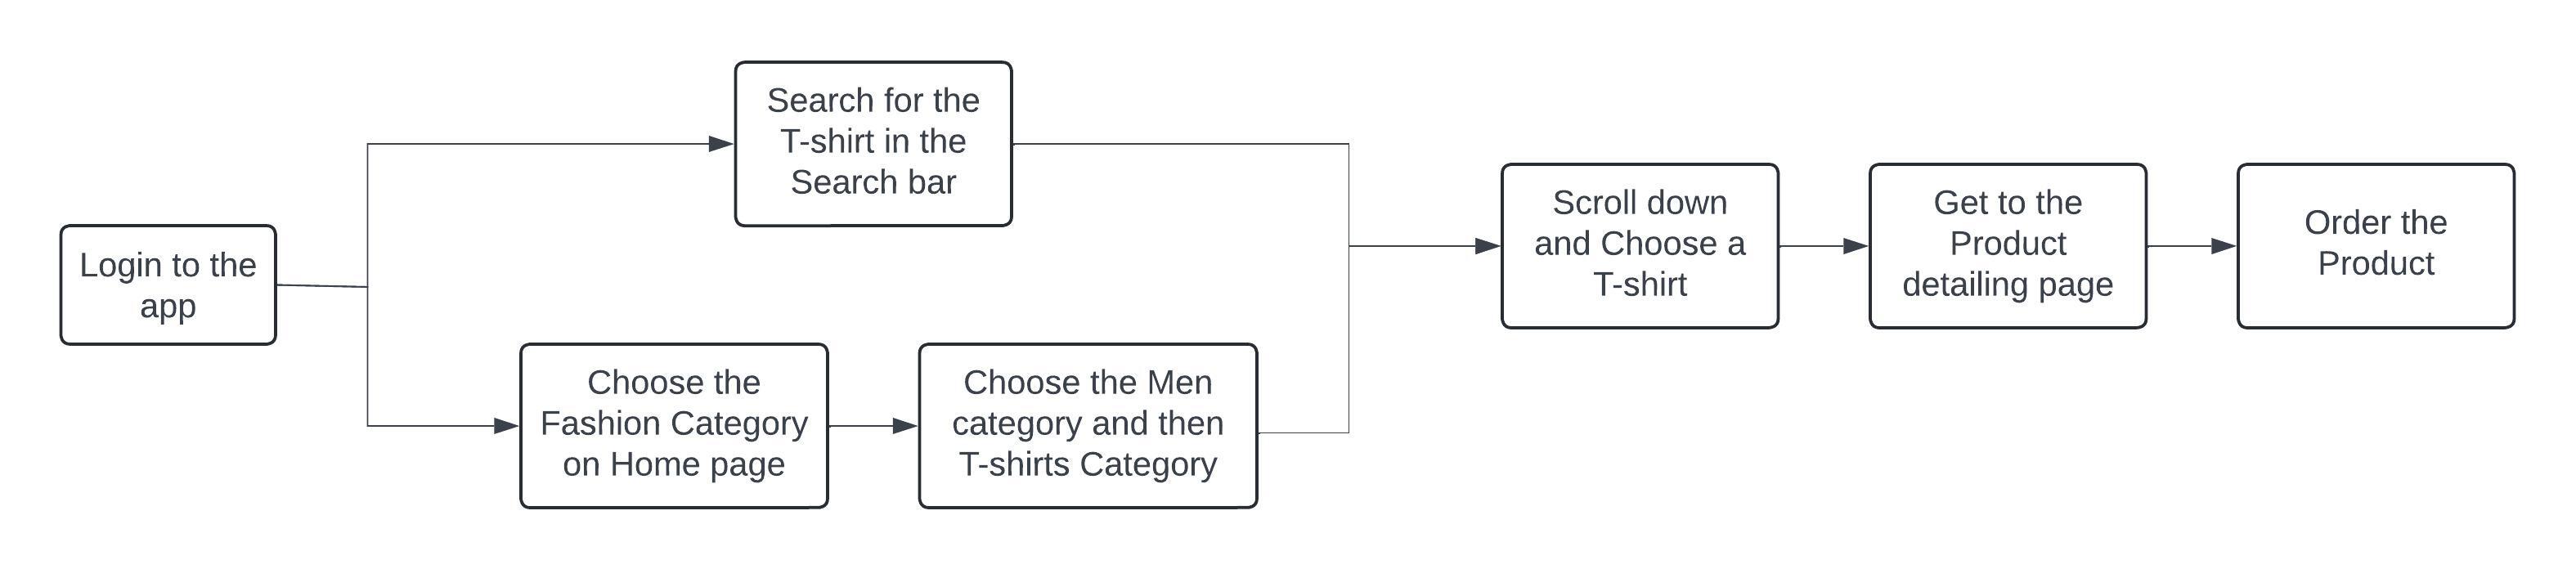 Login to the
app
Search for the
T-shirt in the
Search bar
Choose the
Fashion Category
on Home page
Choose the Men
category and then
T-shirts Category
Scroll down
and Choose a
T-shirt
Get to the
Product
detailing page
Order the
Product